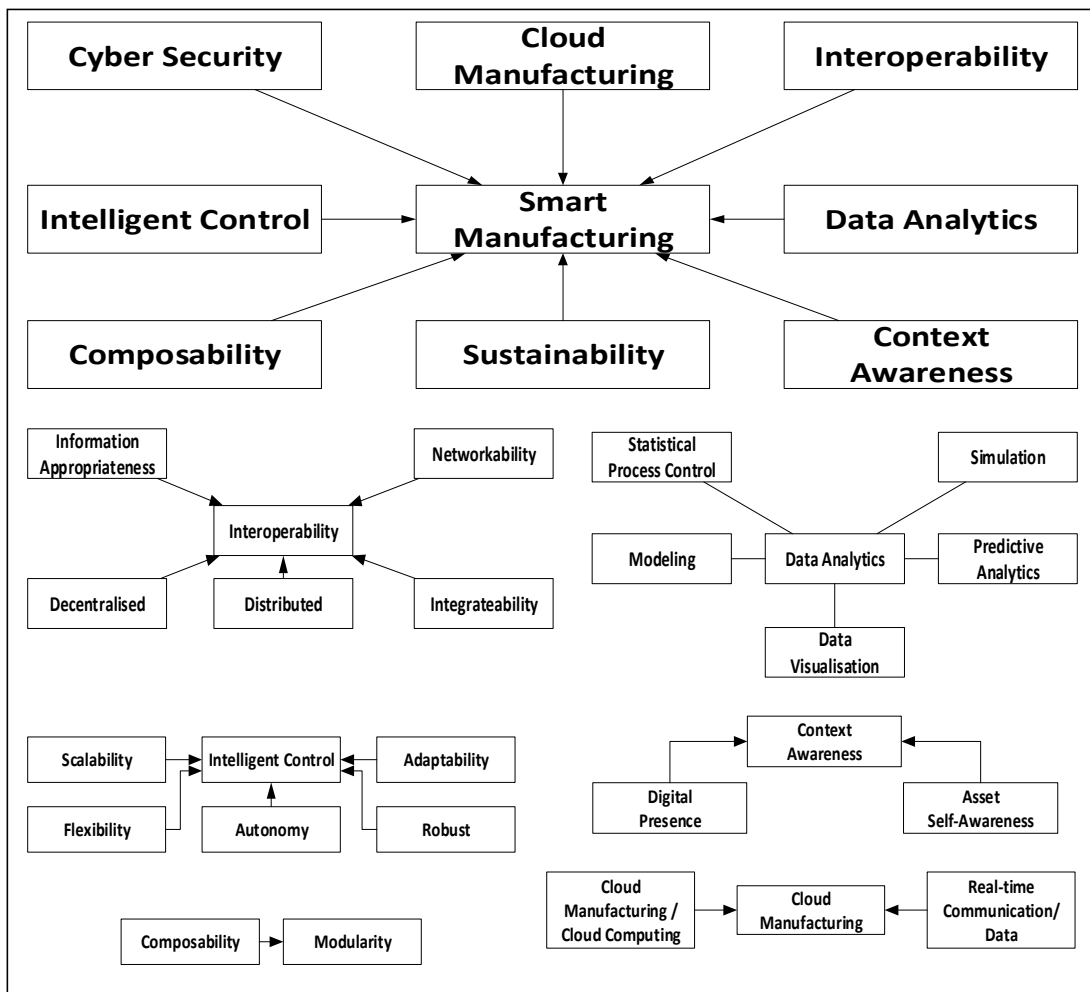 Cyber Security
Cloud
Manufacturing
Interoperability
Intelligent Control
Smart
Manufacturing
Data Analytics
Composability
Sustainability
Context
Awareness
Information
Appropriateness
Networkability
Interoperability
Decentralised
Distributed
Integrateability
Statistical
Process Control
Simulation
Modeling
Data Analytics
Predictive
Analytics
Data
Visualisation
Scalability
Intelligent Control
Adaptability
Flexibility
Autonomy
Robust
Context
Awareness
Digital
Presence
Asset
Self-Awareness
Composability
Modularity
Cloud
Manufacturing /
Cloud Computing
Cloud
Manufacturing
Real-time
Communication/
Data